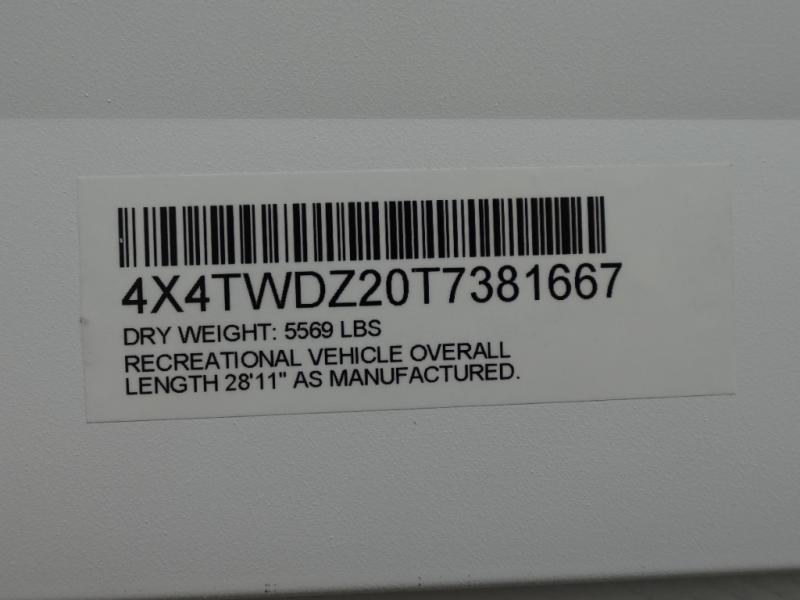 4X4TWDZ20T7381667
DRY WEIGHT: 5569 LBS
RECREATIONAL VEHICLE OVERALL
LENGTH 28'11" AS MANUFACTURED.